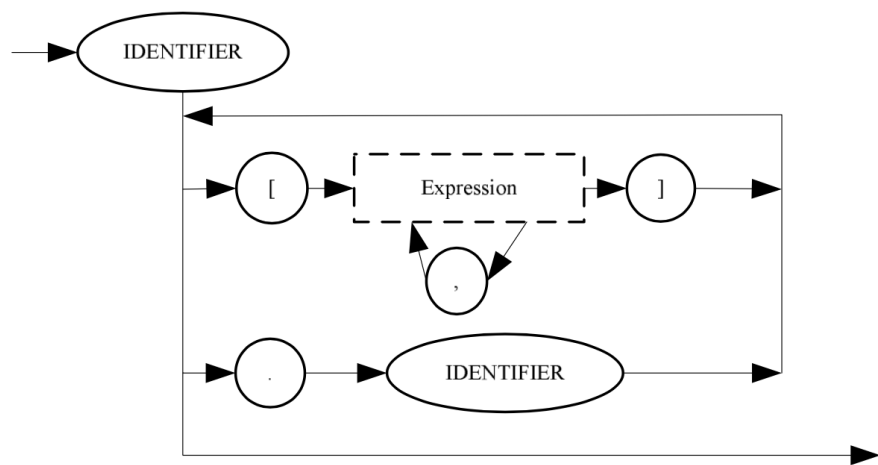 IDENTIFIER
[ Expression ]
,
. IDENTIFIER